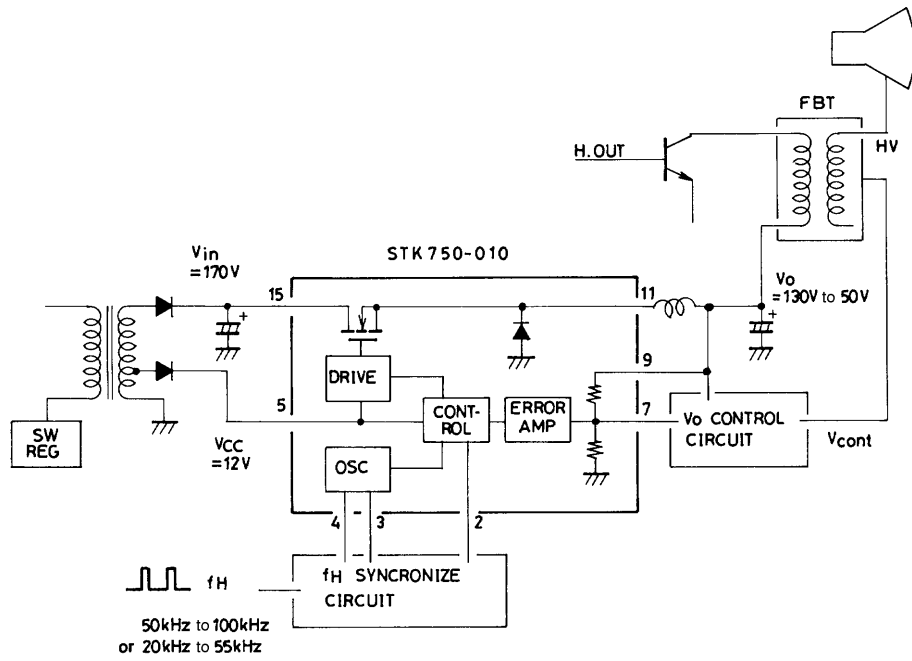 FBT
HV
H.OUT
STK750-010
Vin
=170V
15
11
Vo
=130V to 50V
+
+
DRIVE
9
5
CONT-
ROL
ERROR
AMP
7
Vo CONTROL
CIRCUIT
Vcont
SW
REG
VCC
=12V
OSC
4
3
2
fH
fH SYNCRONIZE
CIRCUIT
50kHz to 100kHz
or 20kHz to 55kHz